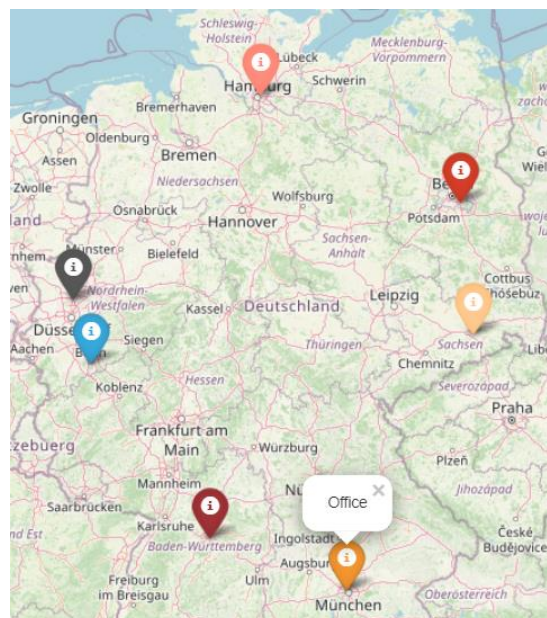 Schleswig-
Holstein
Lübeck
Mecklenburg-
Vorpommern
Hamburg
Schwerin
Bremerhaven
Groningen
Oldenburg
Assen
Bremen
Zwolle
Niedersachsen
Wolfsburg
Potsdam
Osnabrück
Hannover
Sachsen-
Anhalt
Münster
Bielefeld
Cottbus
Chóśebuz
Nordrhein-
Westfalen
Kassel
Deutschland
Leipzig
Siegen
Aachen
Thüringen
Sachsen
Chemnitz
Koblenz
Hessen
Severozápad
Praha
Frankfurt am
Main
Würzburg
Plzeň
Mannheim
Office
Jihozápad
Saarbrücken
Karlsruhe
Ingolstadt
České
Budějovice
Baden-Württemberg
Augsbur
Freiburg
im Breisgau
Ulm
München
Oberösterreich